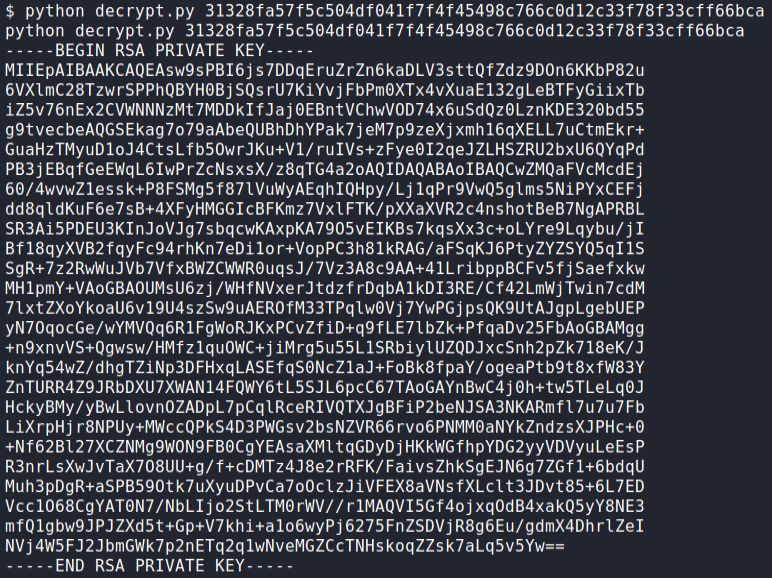 $ python decrypt.py 31328fa57f5c504df041f7f4f45498c766c0d12c33f78f33cff66bca
python decrypt.py 31328fa57f5c504df041f7f4f45498c766c0d12c33f78f33cff66bca
-----BEGIN RSA PRIVATE KEY-----
MIIEpAIBAAKCAQEAsw9sPBI6js7DDqEruZrZn6kaDLV3sttQfZdz9DOn6KKbP82u
6VXlmC28TzwrSPPhQBYH0BjSQsrU7KiYvjFbPm0XTx4vXuaE132gLeBTFyGiixTb
iZ5v76nEx2CVWNNNzMt7MDDkIfJaj0EBntVChwVOD74x6uSdQz0LznKDE320bd55
g9tvecbeAQGSEkag7o79aAbeQUBhDhYPak7jeM7p9zeXjxmh16qXELL7uCtmEkr+
GuaHzTMyuD1oJ4CtsLfb5OwrJKu+V1/ruIVs+zFye0I2qeJZLHSZRU2bxU6QYqPd
PB3jEBqfGeEWqL6IwPrZcNsxsX/z8qTG4a2oAQIDAQABAoIBAQCwZMQaFVcMcdEj
60/4wvwZ1essk+P8FSMg5f87lVuWyAEqhIQHpy/Lj1qPr9VwQ5glms5NiPYxCEFj
dd8qldKuF6e7sB+4XFyHMGGIcBFKmz7VxlFTK/pXXaXVR2c4nshotBeB7NgAPRBL
SR3Ai5PDEU3KInJoVJg7sbqcwKAxpKA79O5vEIKBs7kqsXx3c+oLYre9Lqybu/jI
Bf18qyXVB2fqyFc94rhKn7eDi1or+VopPC3h81kRAG/aFSqKJ6PtyZYZSYQ5qI1S
SgR+7z2RwWuJVb7VfxBWZCWWR0uqsJ/7Vz3A8c9AA+41LribppBCFv5fjSaefxkw
MH1pmY+VAoGBAOUMsU6zj/WHfNVxerJtdzfrDqbA1kDI3RE/Cf42LmWjTwin7cdM
7lxtZXoYkoaU6v19U4szSw9uAEROfM33TPqlw0Vj7YwPGjpsQK9UtAJgpLgebUEP
yN7OqocGe/wYMVQq6R1FgWoRJKxPCvZfiD+q9fLE7lbZk+PfqaDv25FbAoGBAMgg
+n9xnvVS+Qgwsw/HMfz1quOWC+jiMrg5u55L1SRbiylUZQDJxcSnh2pZk718eK/J
knYq54wZ/dhgTZiNp3DFHxqLASEfqS0NcZ1aJ+FoBk8fpaY/ogeaPtb9t8xfW83Y
ZnTURR4Z9JRbDXU7XWAN14FQWY6tL5SJL6pcC67TAoGAYnBwC4j0h+tw5TLeLq0J
HckyBMy/yBwLlovnOZADpL7pCqlRceRIVQTXJgBFiP2beNJSA3NKARmfl7u7u7Fb
LiXrpHjr8NPUy+MWccQPkS4D3PWGsv2bsNZVR66rvo6PNMM0aNYkZndzsXJPHc+0
+Nf62Bl27XCZNMg9WON9FB0CgYEAsaXMltqGDyDjHKkWGfhpYDG2yyVDVyuLeEsP
R3nrLsXwJvTaX7O8UU+g/f+cDMTz4J8e2rRFK/FaivsZhkSgEJN6g7ZGf1+6bdqU
Muh3pDgR+aSPB59Otk7uXyuDPvCa7oOclzJiVFEX8aVNsfXLclt3JDvt85+6L7ED
Vcc1O68CgYAT0N7/NbLIjo2StLTM0rWV//r1MAQVI5Gf4ojxqOdB4xakQ5yY8NE3
mfQ1gbw9JPJZXd5t+Gp+V7khi+a1o6wyPj6275FnZSDVjR8g6Eu/gdmX4DhrlZeI
NVj4W5FJ2JbmGWk7p2nETq2q1wNveMGZCcTNHskoqZZsk7aLq5v5Yw==
-----END RSA PRIVATE KEY-----